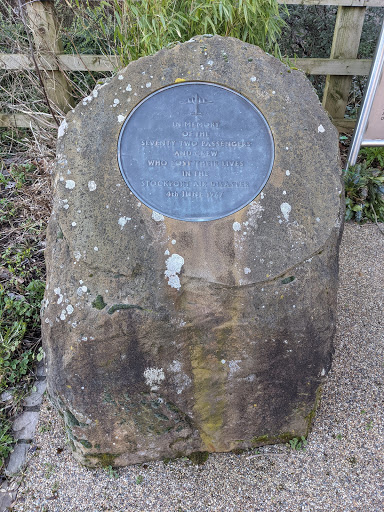 IN MEMORY
OF THE
SEVENTY TWO PASSENGERS
AND CREW
WHO LOST THEIR LIVES
IN THE
STOCKPORT AIR DISASTER
4th JUNE 1967